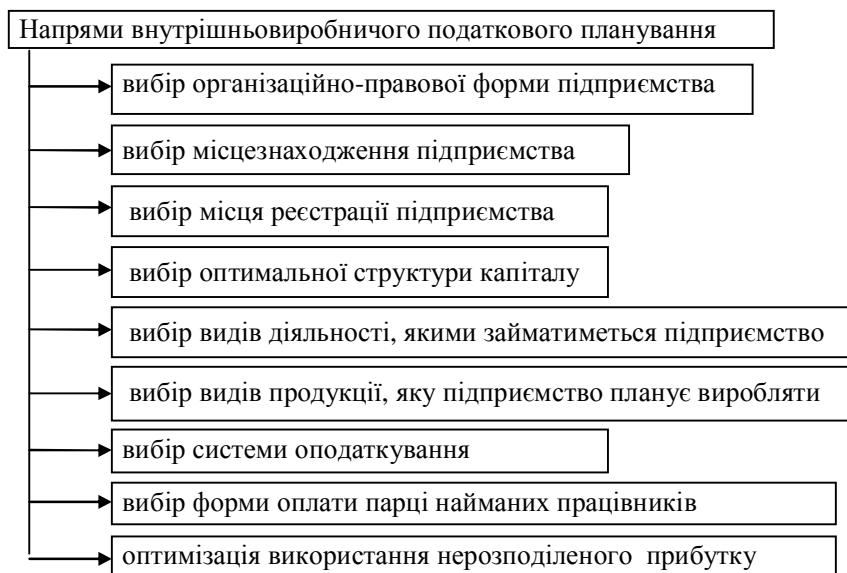 Напрями внутрішньовиробничого податкового планування
вибір організаційно-правової форми підприємства
вибір місцезнаходження підприємства
вибір місця реєстрації підприємства
вибір оптимальної структури капіталу
вибір видів діяльності, якими займатиметься підприємство
вибір видів продукції, яку підприємство планує виробляти
вибір системи оподаткування
вибір форми оплати парці найманих працівників
оптимізація використання нерозподіленого прибутку